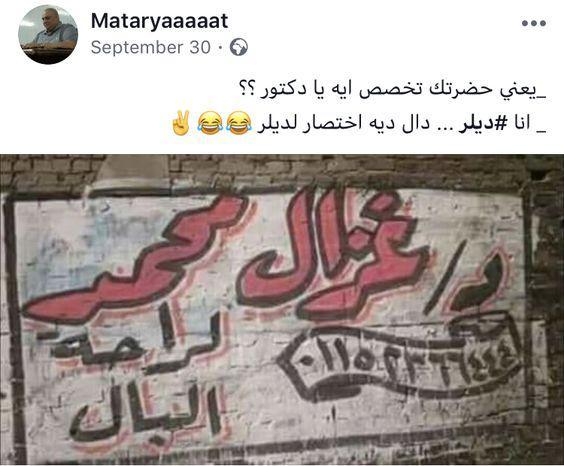 Mataryaaaaat
September 30
_يعني حضرتك تخصص ايه يا دكتور ؟؟
_ انا #ديلر ... دال ديه اختصار لديلر 😂😂✌
د/ غزال محمد
لراحة
البال